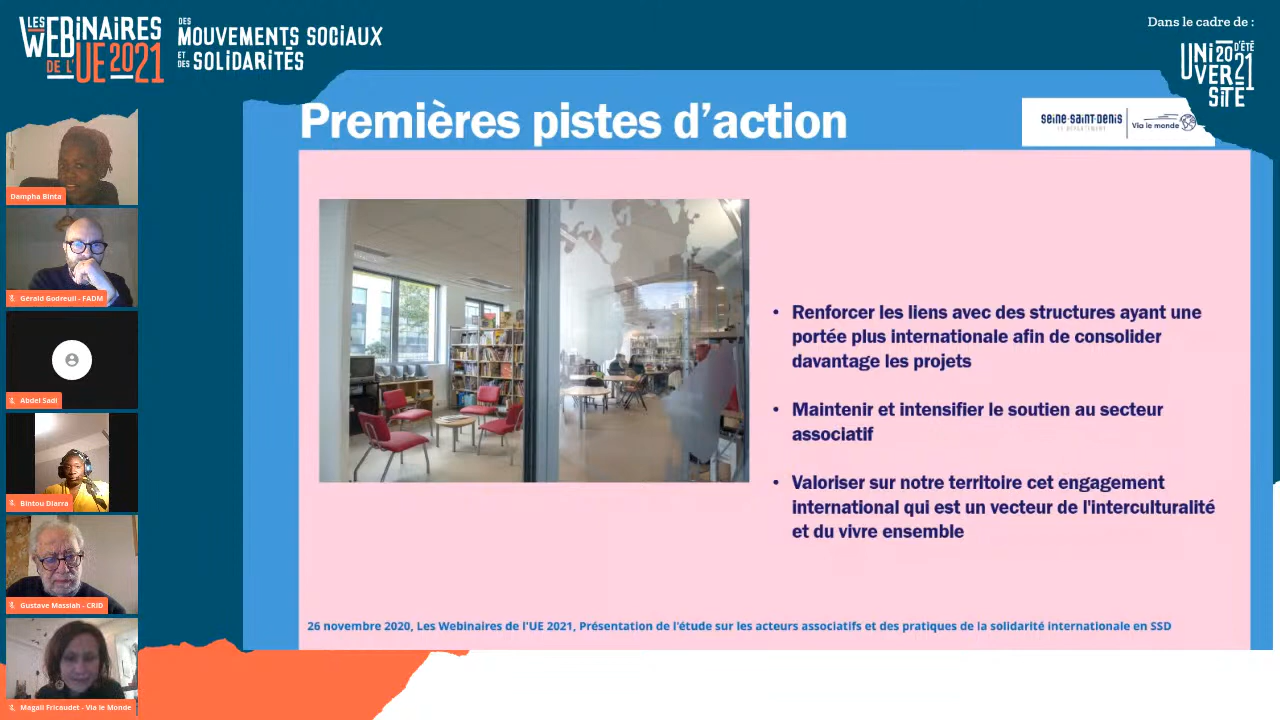 LES
WEBINAIRES
DE L'UE 2021
DES
MOUVEMENTS SOCIAUX
ET
DES
SOLIDARITÉS
Dans le cadre de :
UNI 20 D'ÉTÉ
VER 21
SITÉ
Premières pistes d'action
seine-saint-denis
LE DÉPARTEMENT
Via le monde
Dampha Binta
Gérald Godreuil - FADM
Abdel Sadi
Bintou Diarra
Gustave Massiah - CRID
Magali Fricaudet - Via le Monde
• Renforcer les liens avec des structures ayant une
portée plus internationale afin de consolider
davantage les projets
• Maintenir et intensifier le soutien au secteur
associatif
• Valoriser sur notre territoire cet engagement
international qui est un vecteur de l'interculturalité
et du vivre ensemble
26 novembre 2020, Les Webinaires de l'UE 2021, Présentation de l'étude sur les acteurs associatifs et des pratiques de la solidarité internationale en SSD